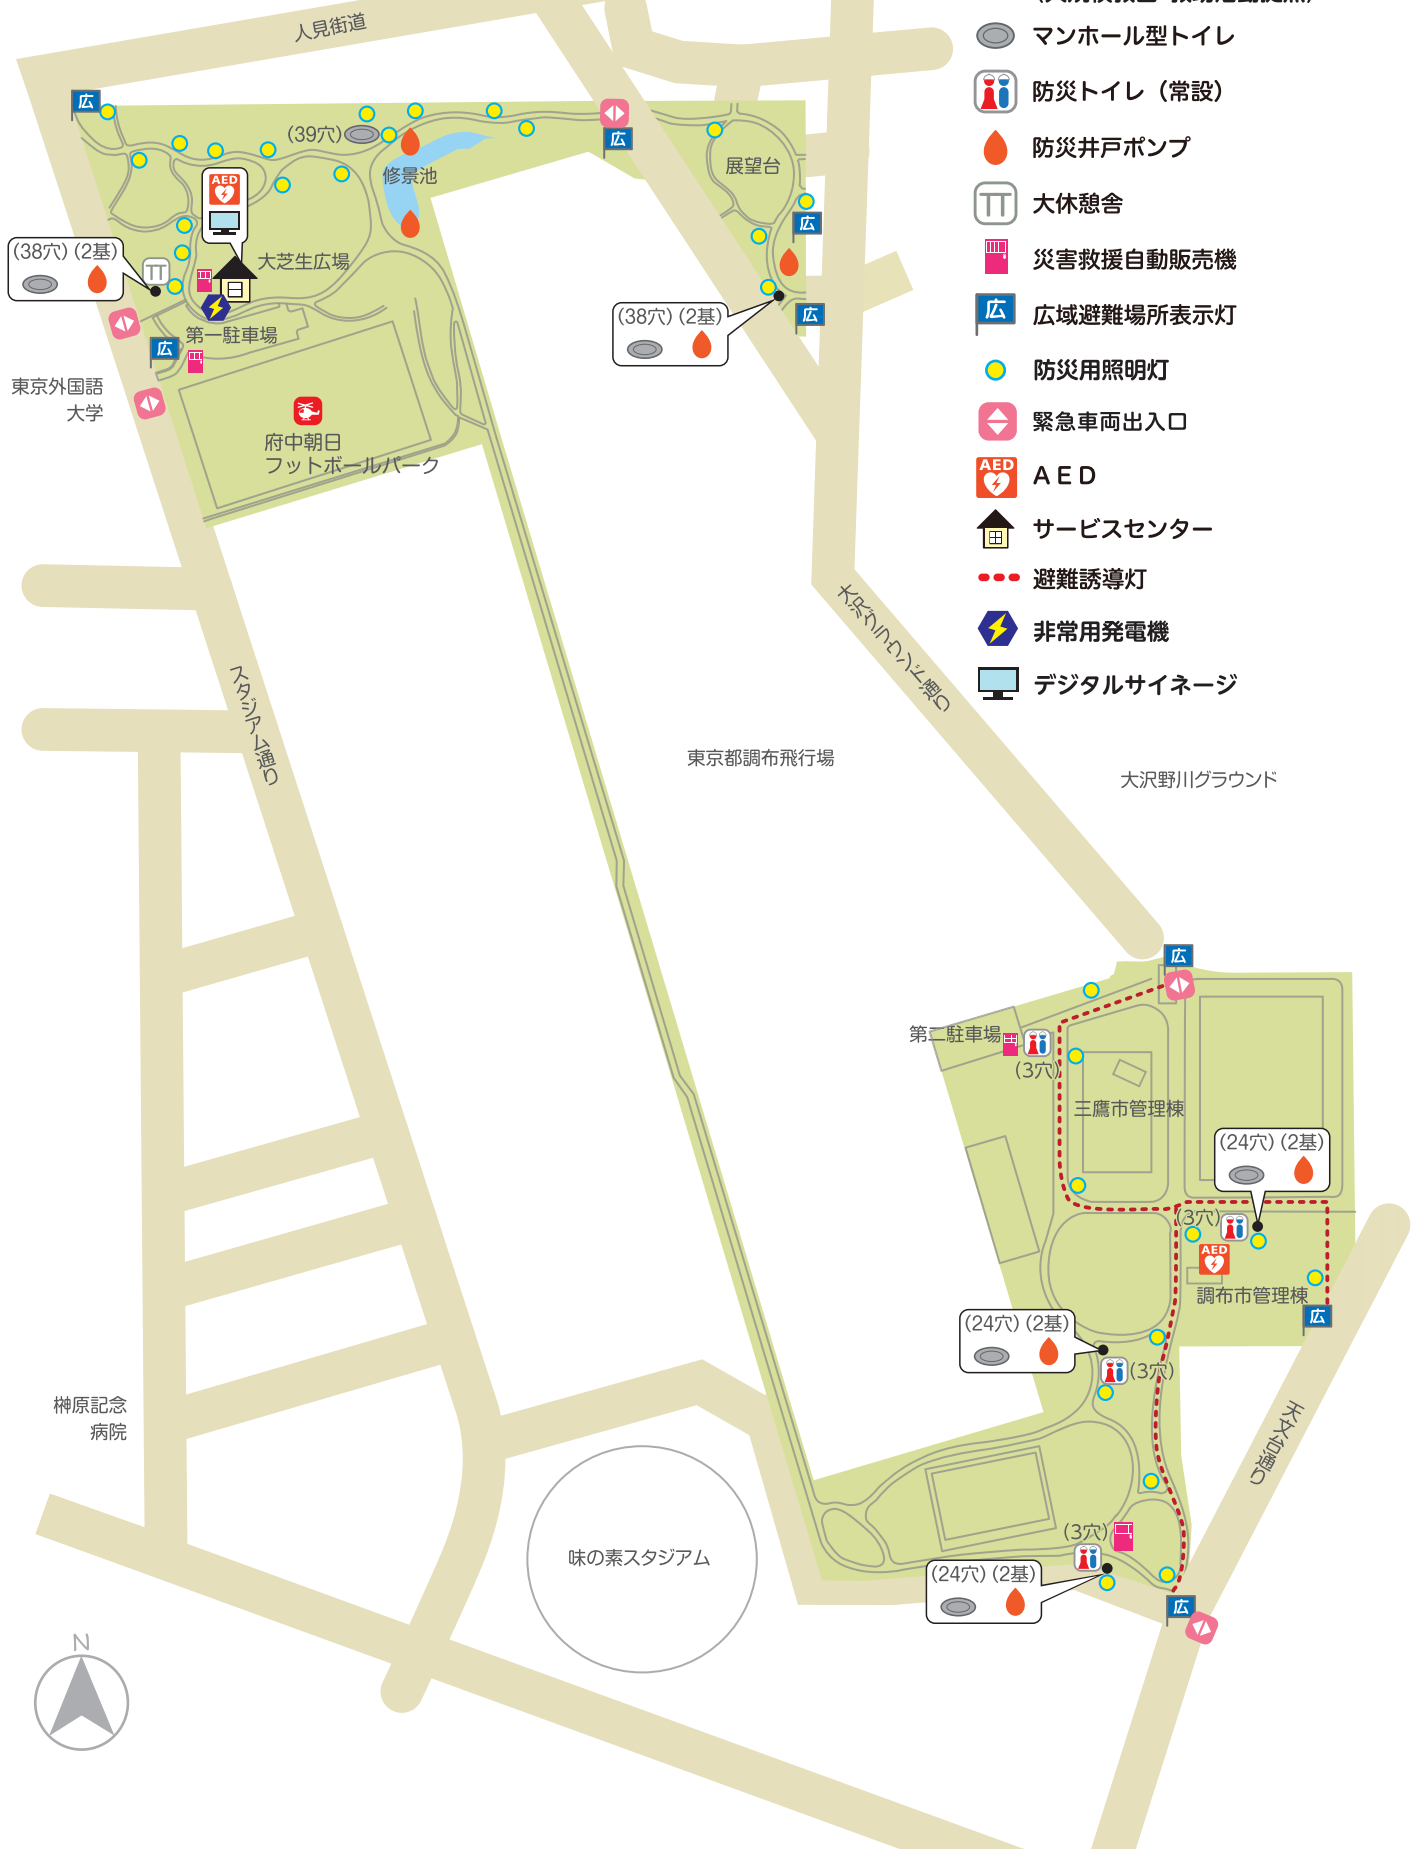 マンホール型トイレ
防災トイレ（常設）
防災井戸ポンプ
大休憩舎
災害救援自動販売機
広
広域避難場所表示灯
防災用照明灯
緊急車両出入口
AED
ＡＥＤ
サービスセンター
避難誘導灯
非常用発電機
デジタルサイネージ
人見街道
広
(39穴)
広
修景池
展望台
AED
広
(38穴)(2基)
大芝生広場
(38穴)(2基)
広
第一駐車場
広
東京外国語
大学
府中朝日
フットボールパーク
大沢グラウンド通り
スタジアム通り
東京都調布飛行場
大沢野川グラウンド
広
第二駐車場
(3穴)
三鷹市管理棟
(24穴)(2基)
(3穴)
AED
調布市管理棟
広
(24穴)(2基)
(3穴)
榊原記念
病院
天文台通り
(3穴)
味の素スタジアム
(24穴)(2基)
広
N